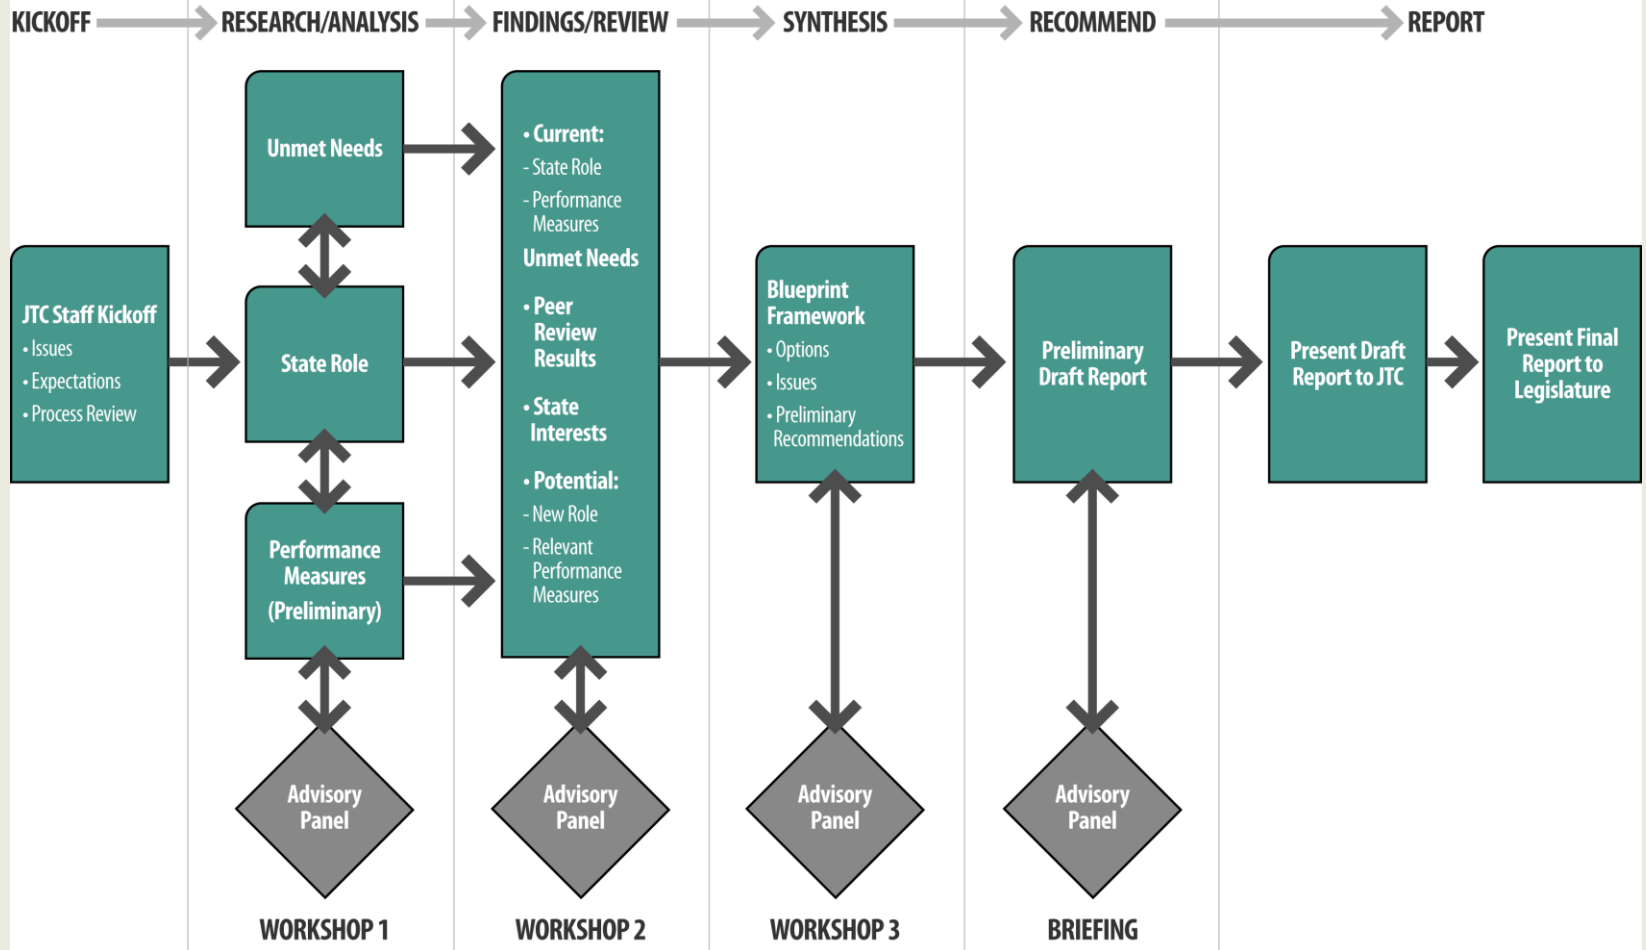 KICKOFF
RESEARCH/ANALYSIS
FINDINGS/REVIEW
SYNTHESIS
RECOMMEND
REPORT
JTC Staff Kickoff
• Issues
• Expectations
• Process Review
Unmet Needs
State Role
Performance
Measures
(Preliminary)
• Current:
- State Role
- Performance
Measures
Unmet Needs
• Peer
Review
Results
• State
Interests
• Potential:
- New Role
- Relevant
Performance
Measures
Blueprint
Framework
• Options
• Issues
• Preliminary
Recommendations
Preliminary
Draft Report
Present Draft
Report to JTC
Present Final
Report to
Legislature
Advisory
Panel
Advisory
Panel
Advisory
Panel
Advisory
Panel
WORKSHOP 1
WORKSHOP 2
WORKSHOP 3
BRIEFING